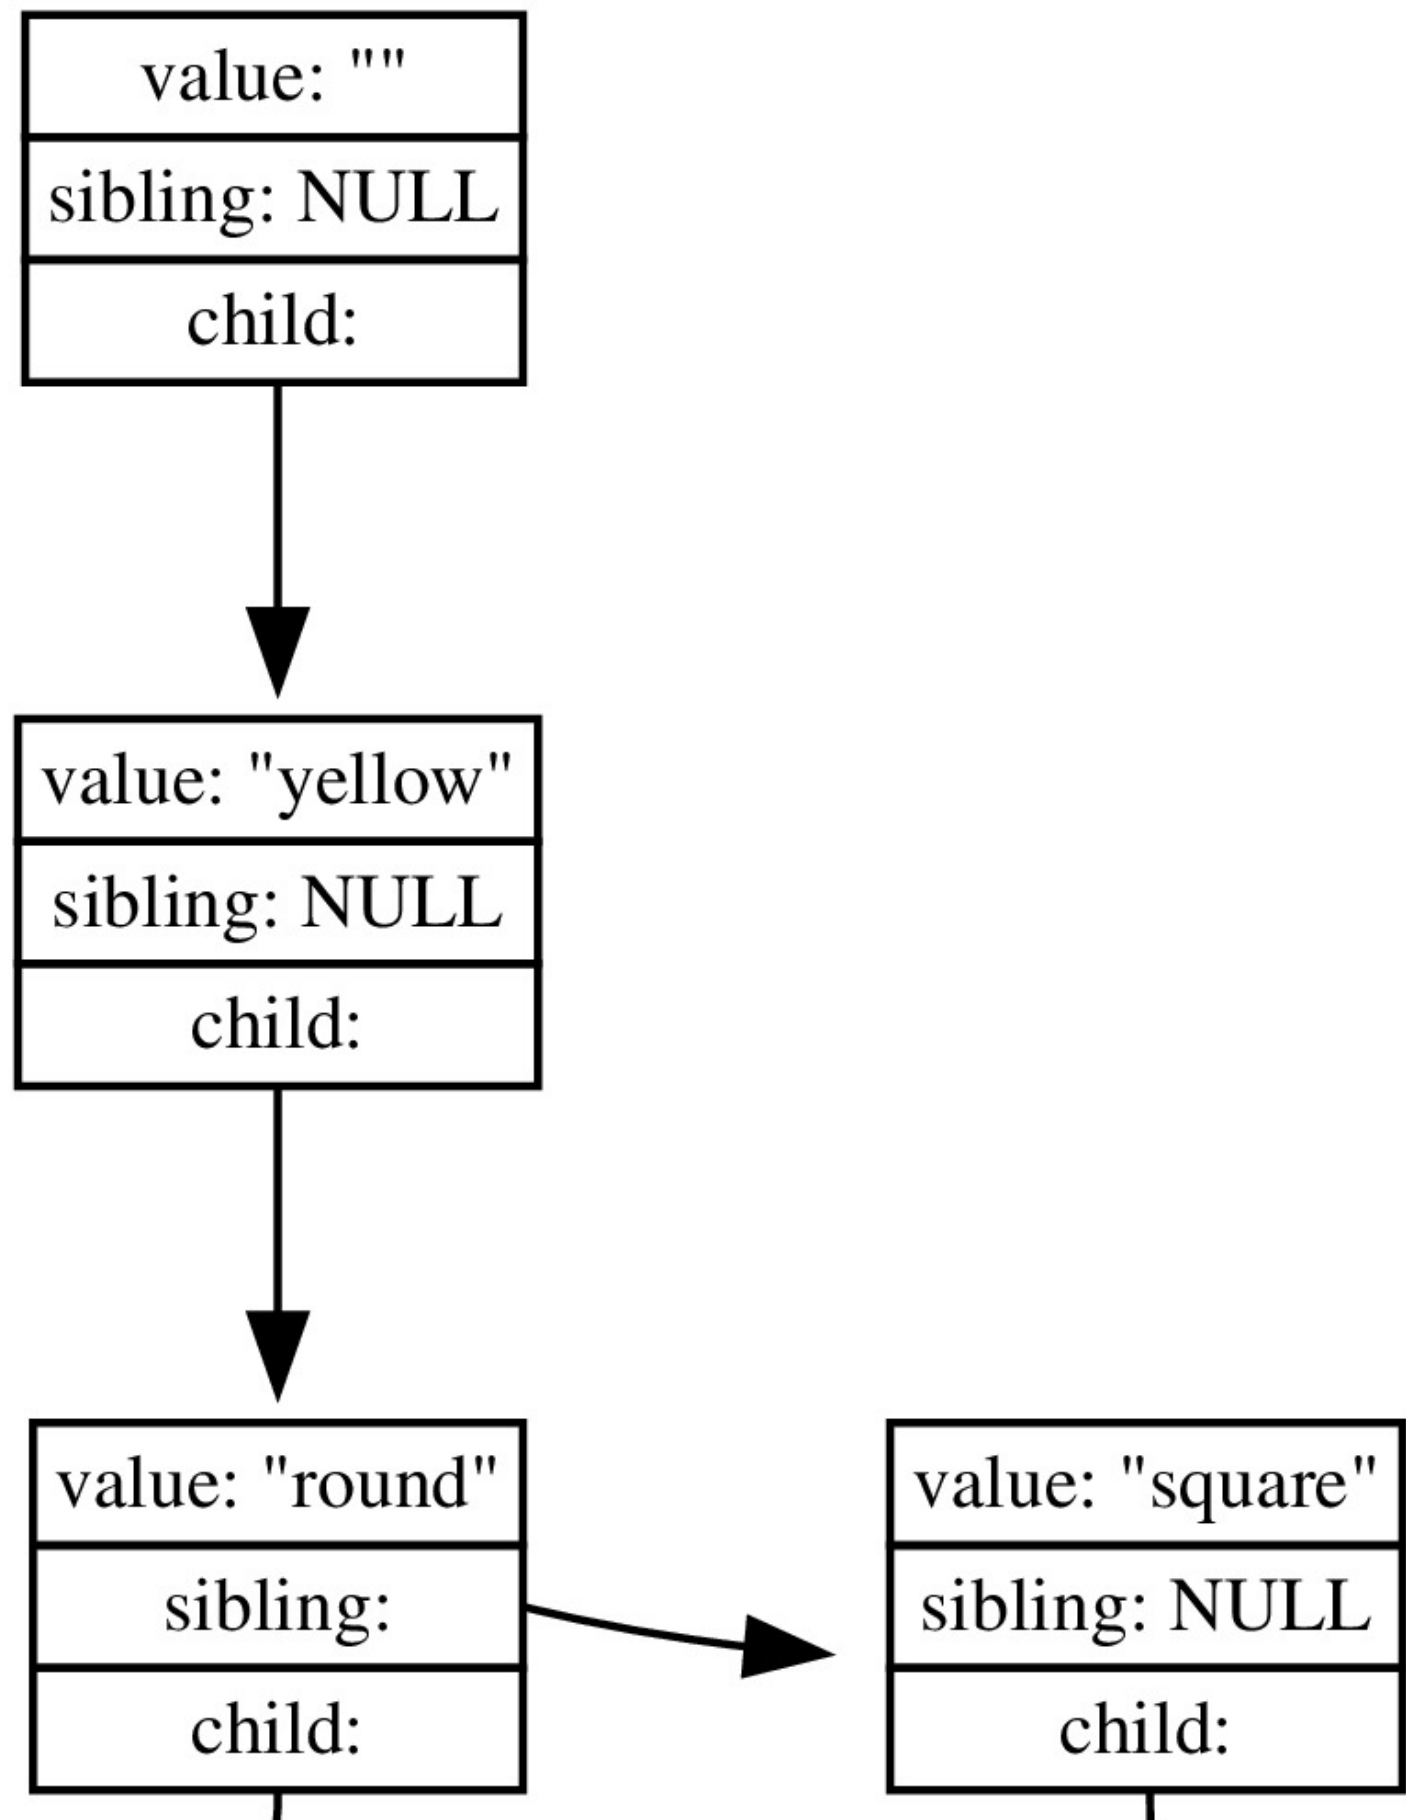 value: ""
sibling: NULL
child:
value: "yellow"
sibling: NULL
child:
value: "round"
sibling:
child:
value: "square"
sibling: NULL
child: